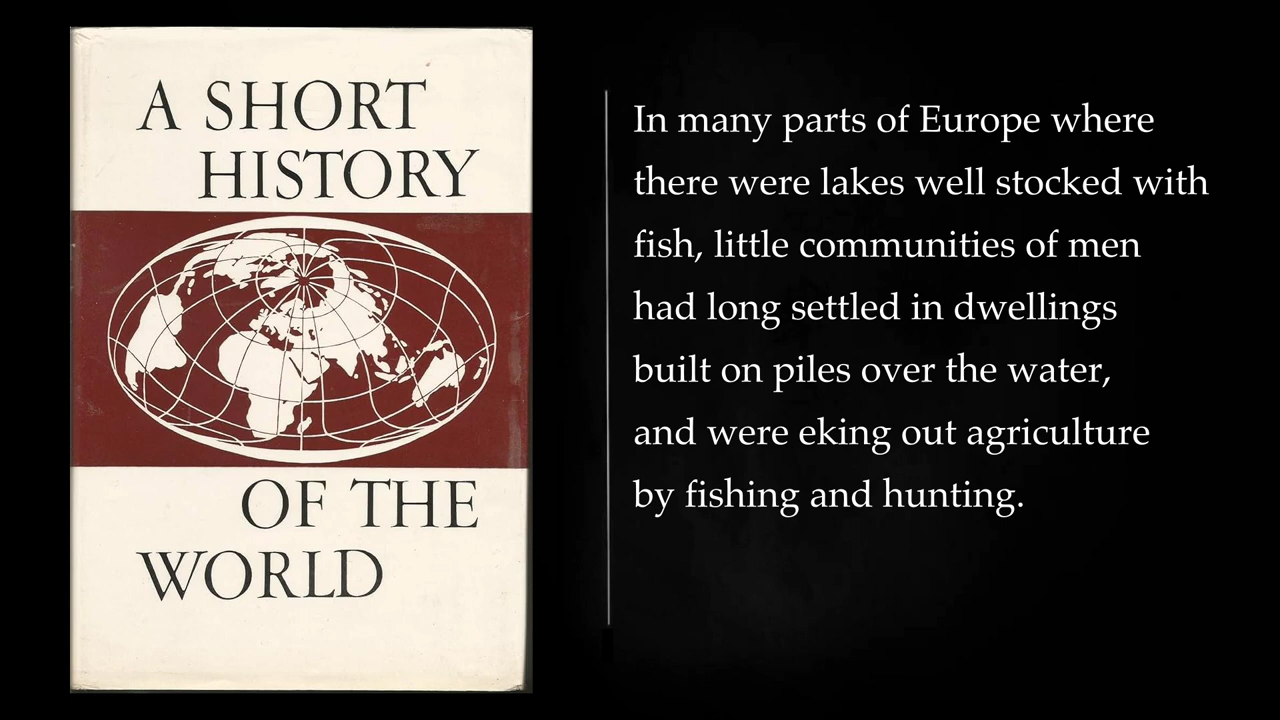 A SHORT
HISTORY
OF THE
WORLD
In many parts of Europe where
there were lakes well stocked with
fish, little communities of men
had long settled in dwellings
built on piles over the water,
and were eking out agriculture
by fishing and hunting.